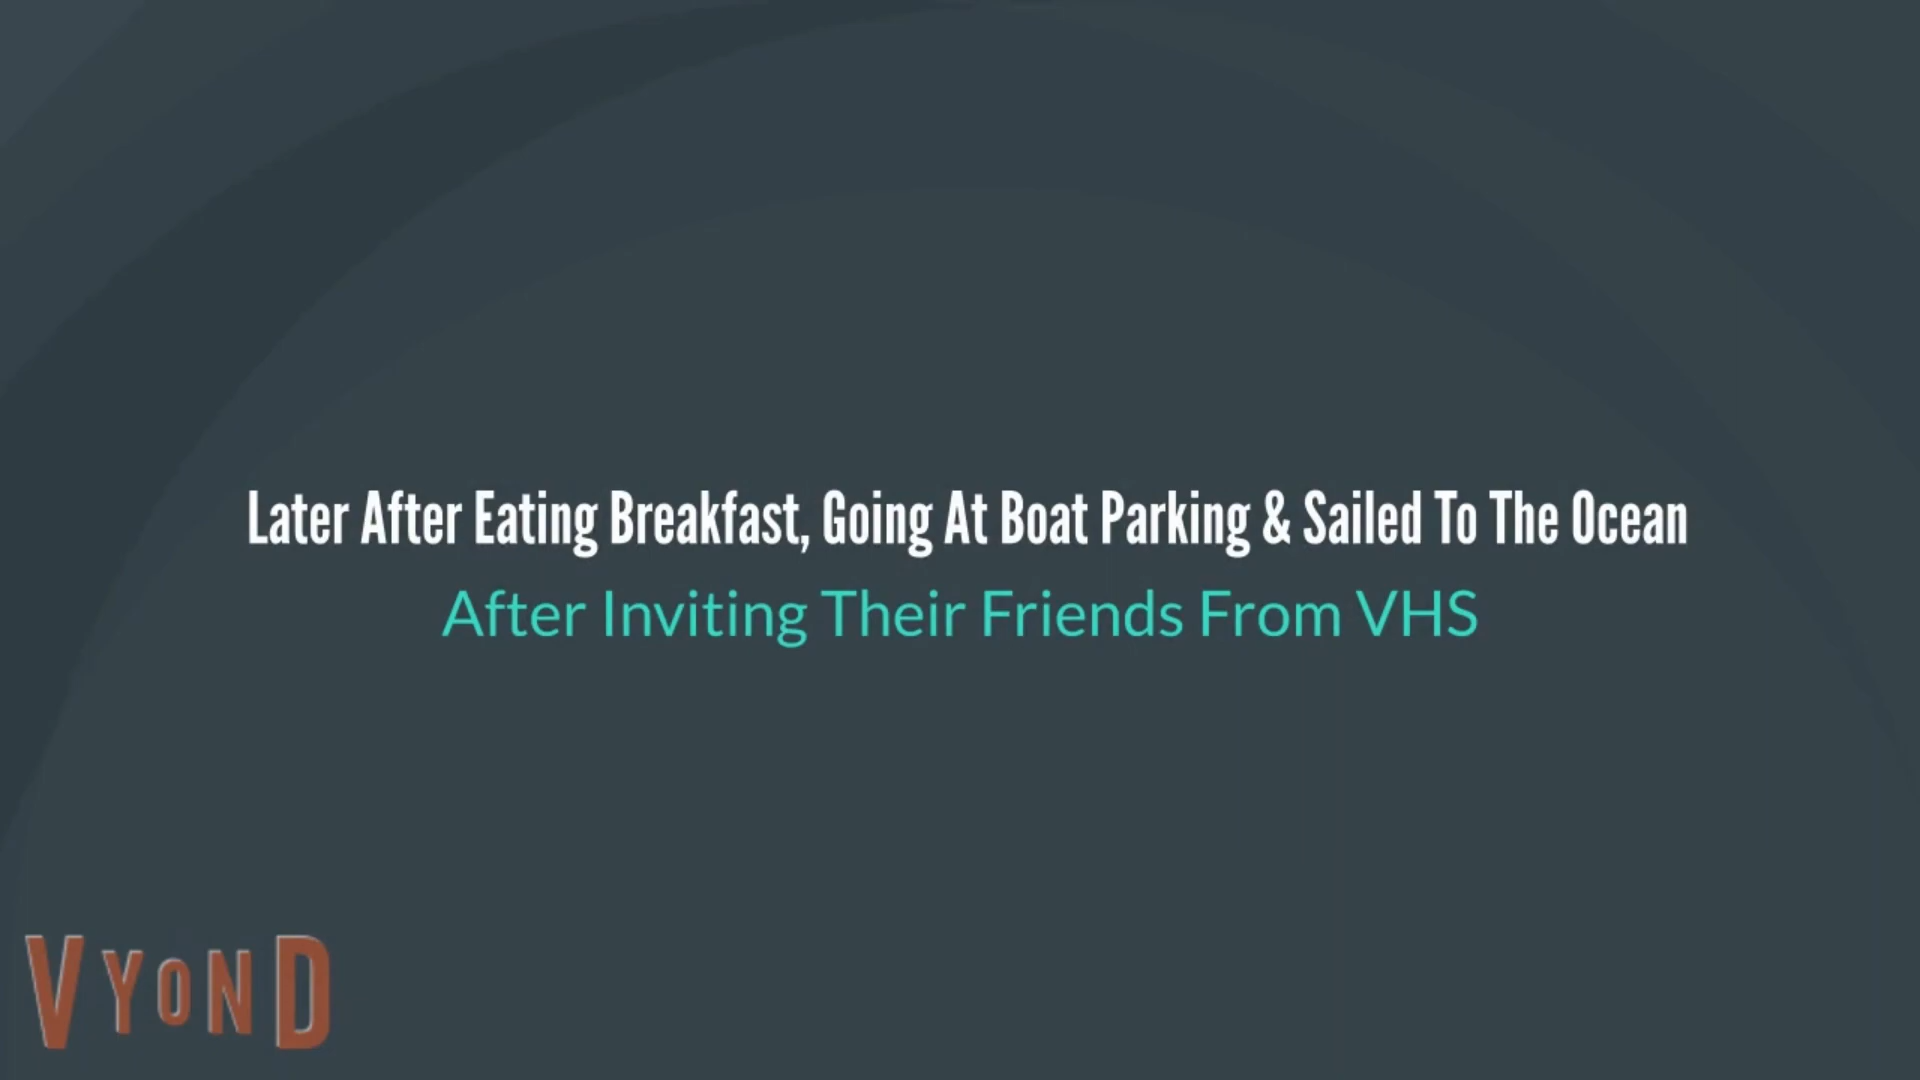 Later After Eating Breakfast, Going At Boat Parking & Sailed To The Ocean
After Inviting Their Friends From VHS
VYOND